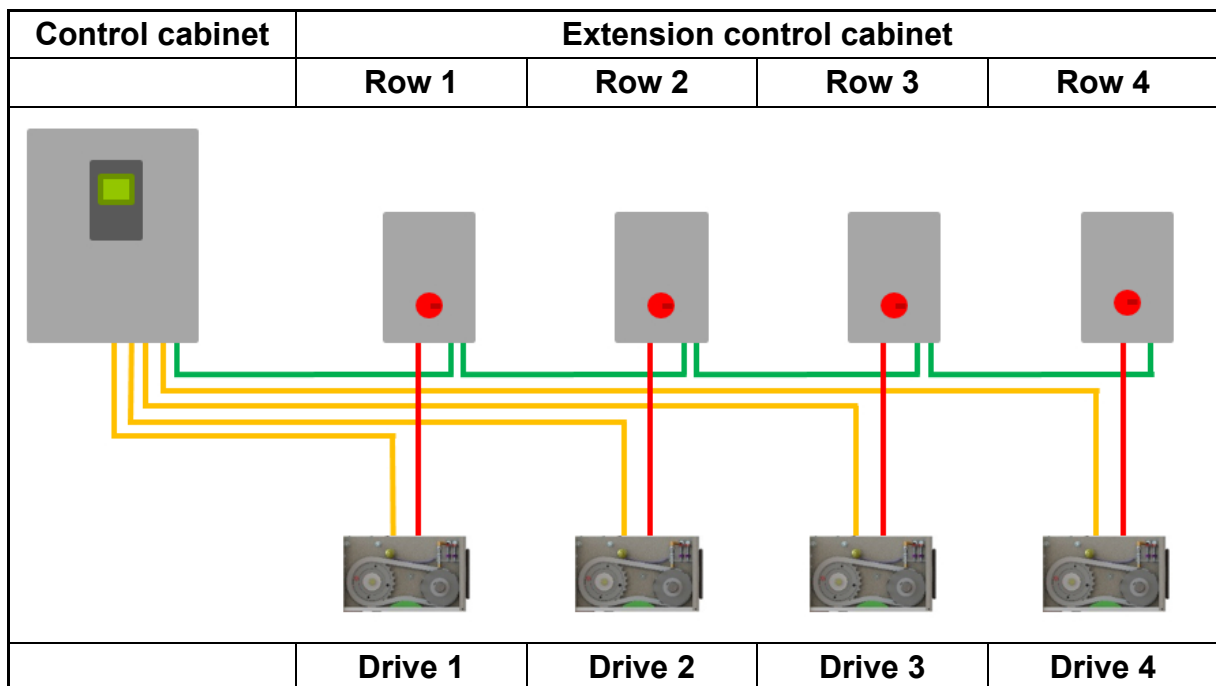 Control cabinet
Extension control cabinet
Row 1
Row 2
Row 3
Row 4
Drive 1
Drive 2
Drive 3
Drive 4